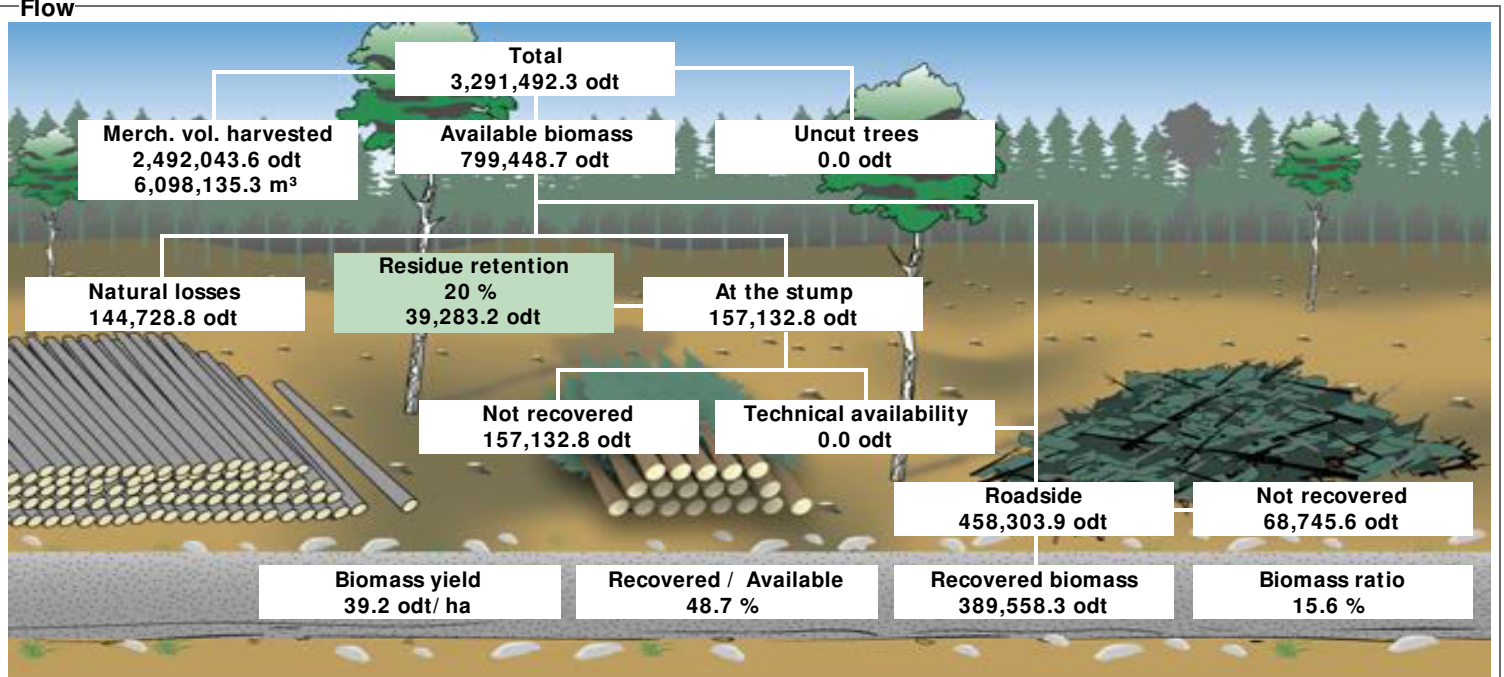 Flow
Total
3,291,492.3 odt
Merch. vol. harvested
2,492,043.6 odt
6,098,135.3 m³
Available biomass
799,448.7 odt
Uncut trees
0.0 odt
Residue retention
20 %
39,283.2 odt
Natural losses
144,728.8 odt
At the stump
157,132.8 odt
Not recovered
157,132.8 odt
Technical availability
0.0 odt
Roadside
458,303.9 odt
Not recovered
68,745.6 odt
Biomass yield
39.2 odt/ ha
Recovered / Available
48.7 %
Recovered biomass
389,558.3 odt
Biomass ratio
15.6 %